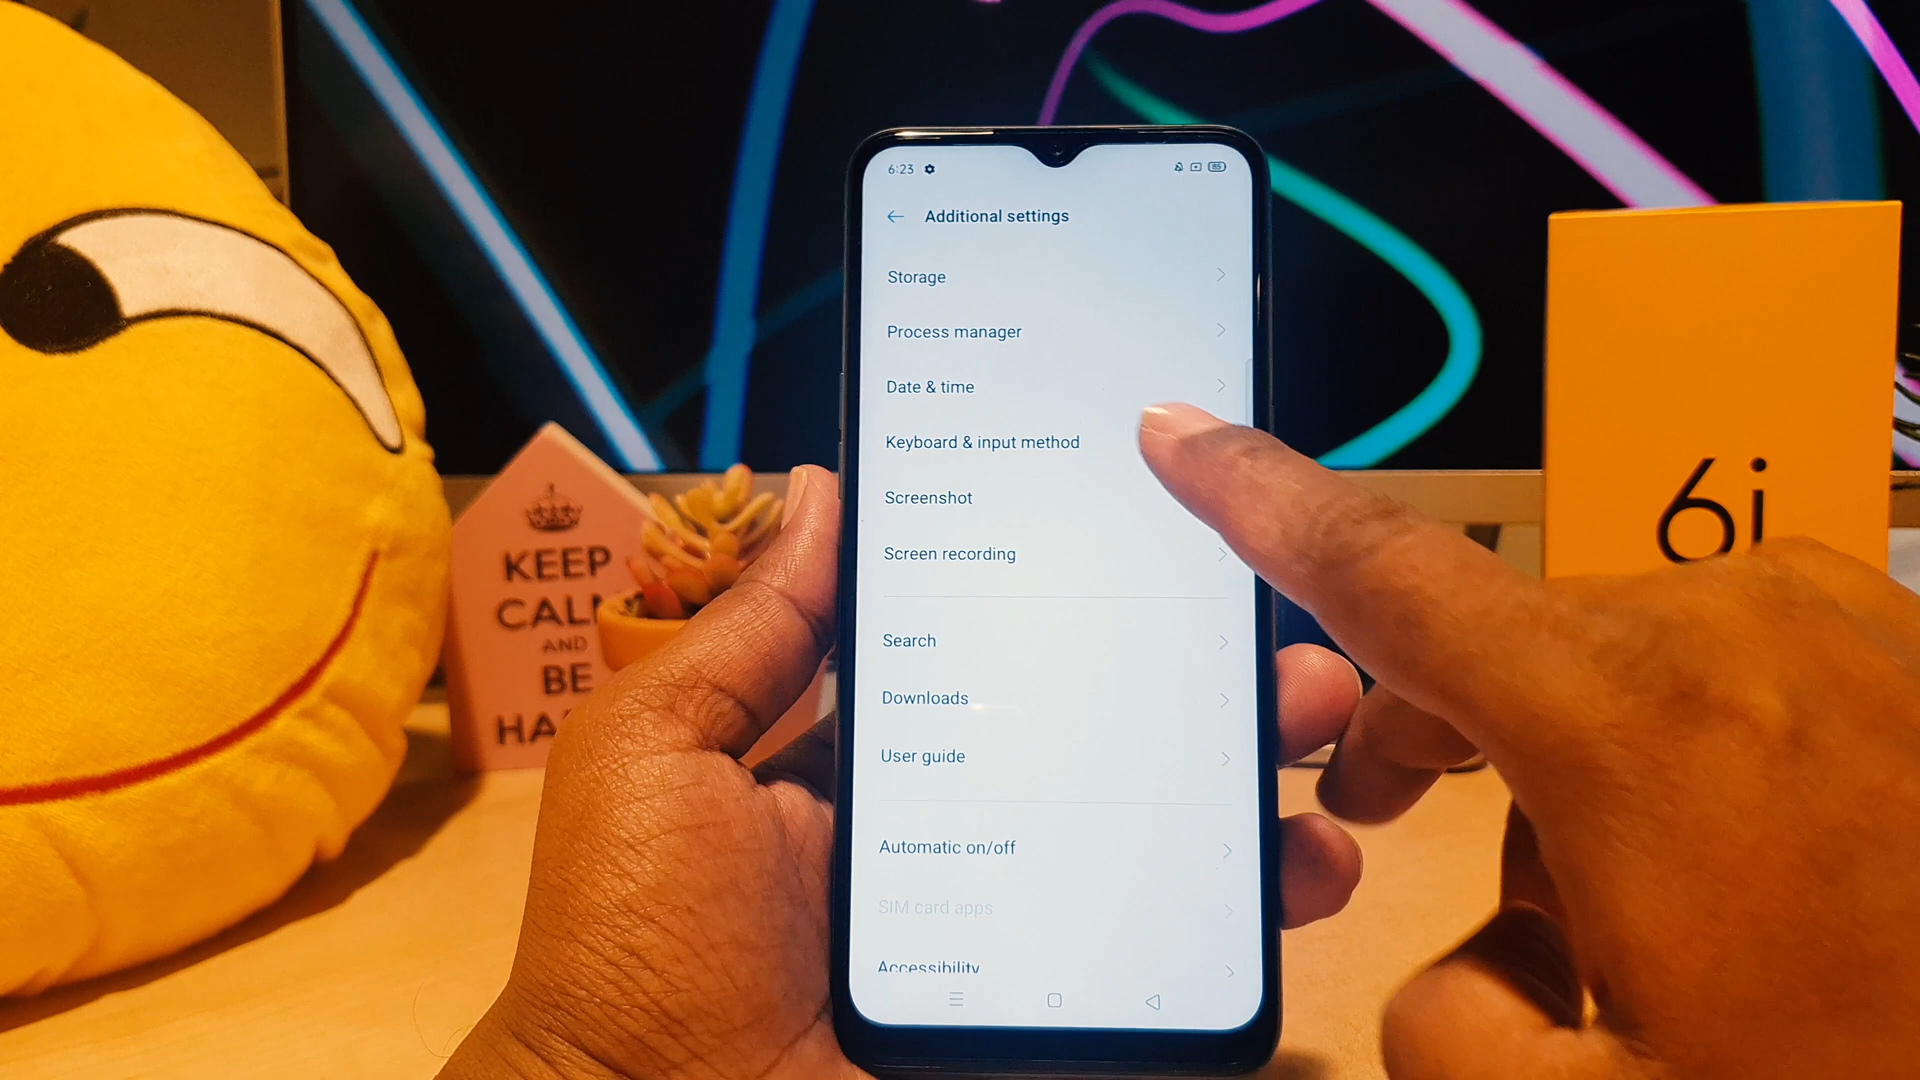 6:23
85
Additional settings
Storage
Process manager
Date & time
Keyboard & input method
Screenshot
Screen recording
Search
Downloads
User guide
Automatic on/off
SIM card apps
Accessibility
KEEP
CAL
AND
BE
HA
6i